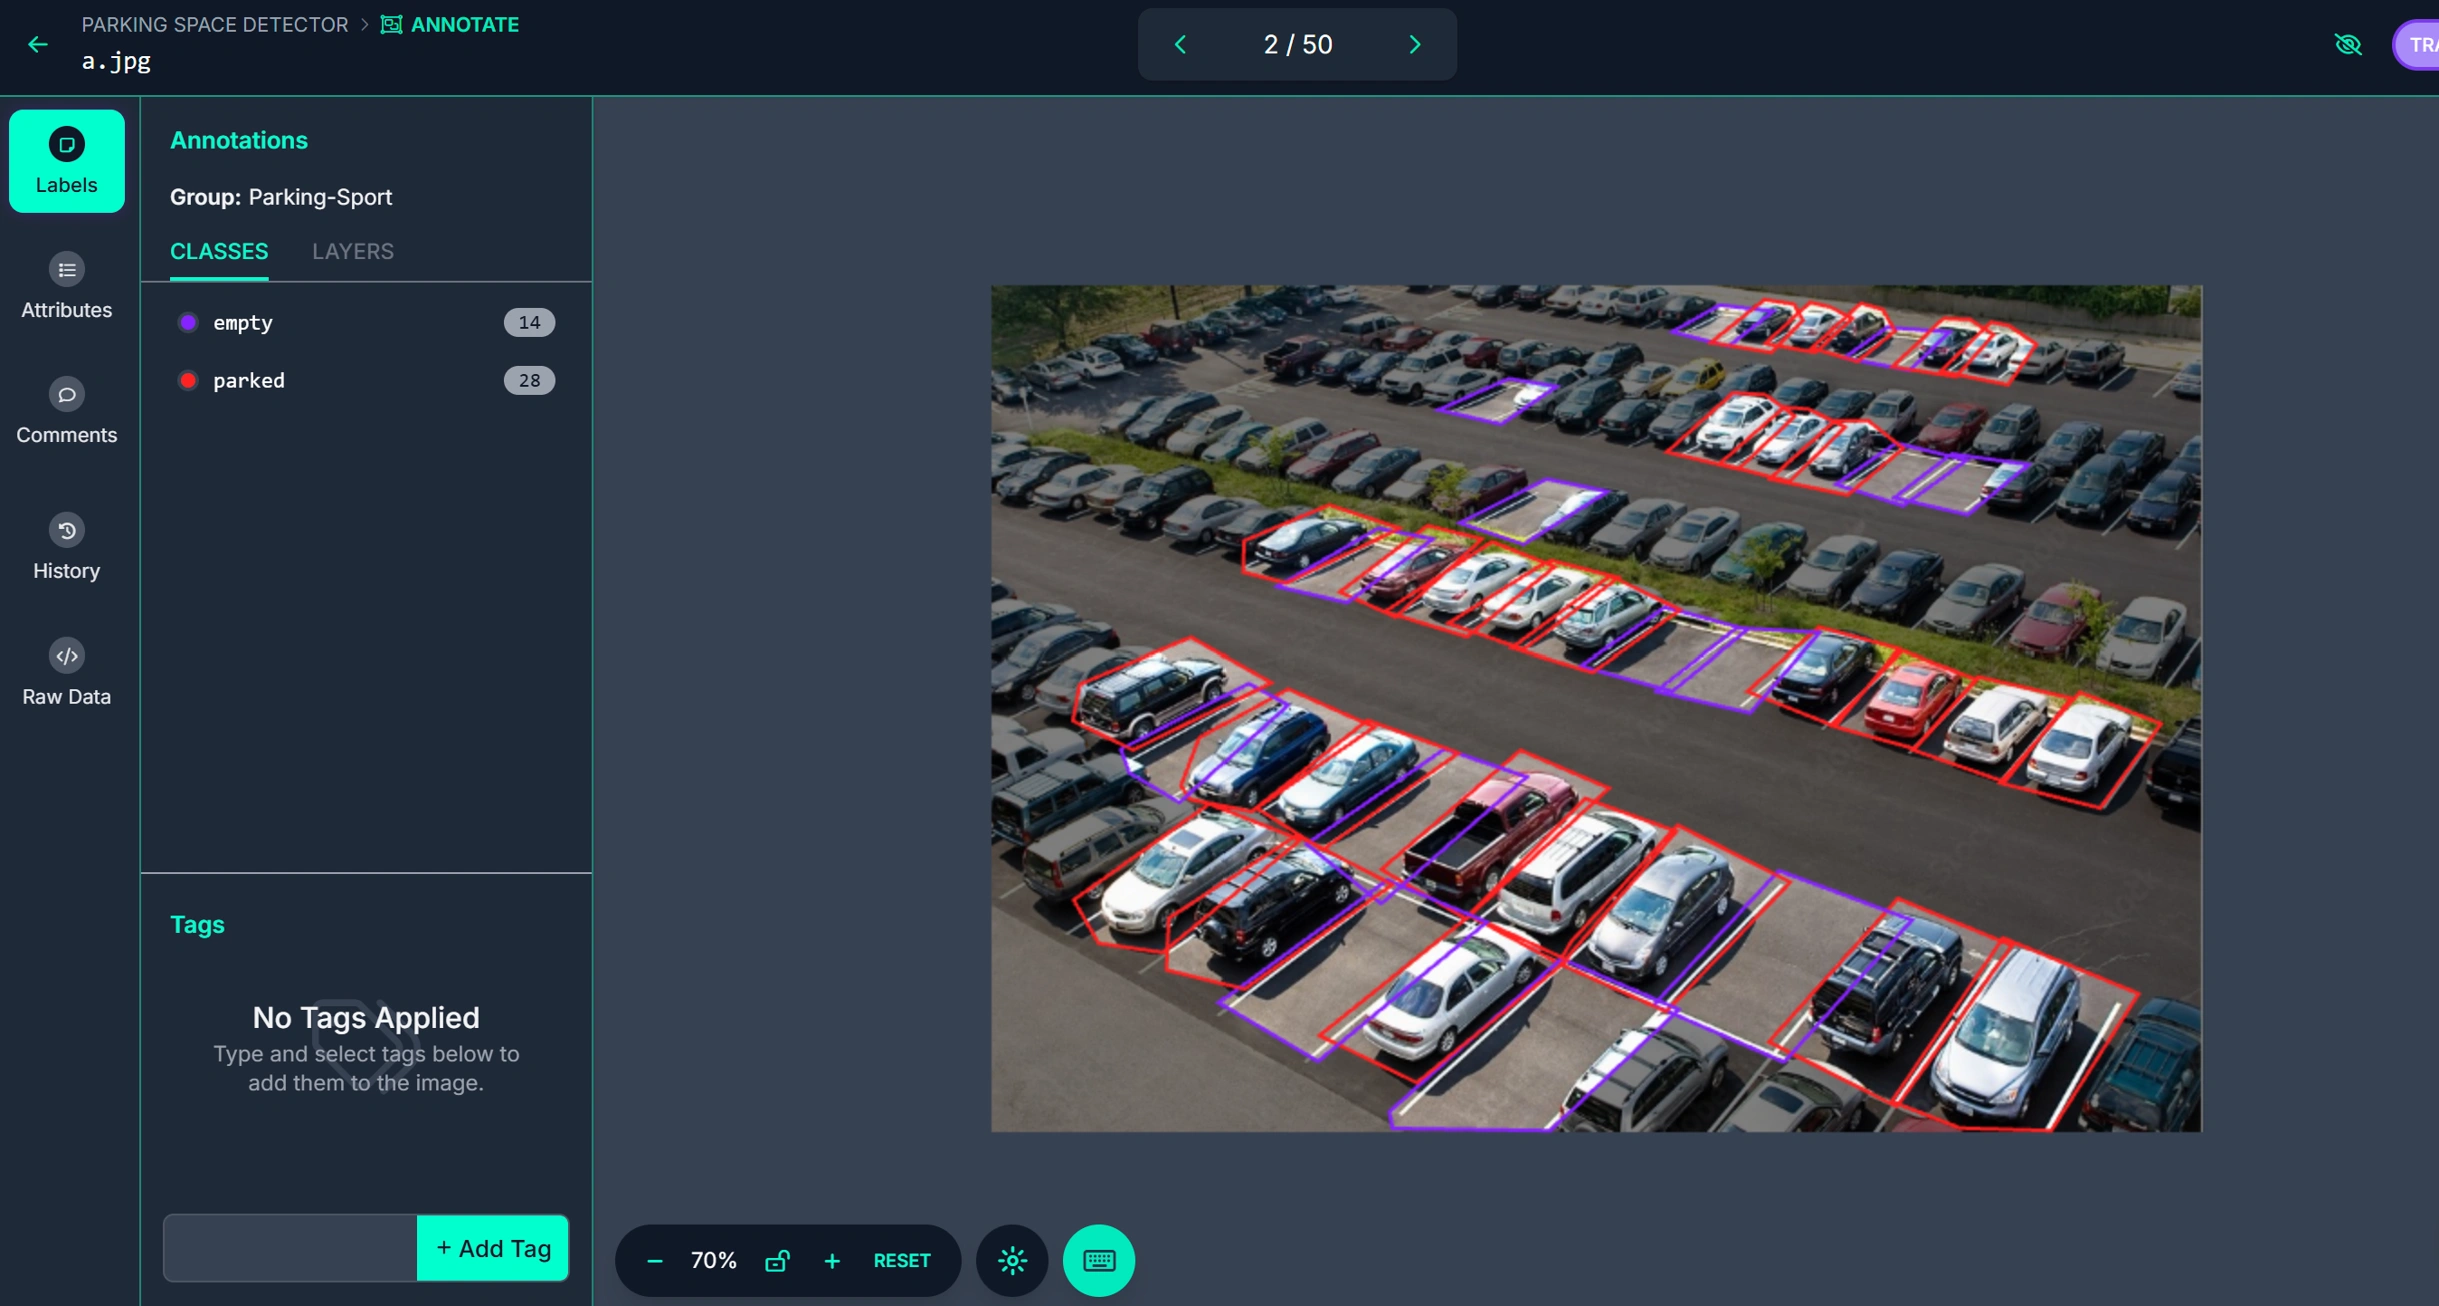 PARKING SPACE DETECTOR > ANNOTATE
a.jpg
2 / 50
TRA
Labels
Attributes
Comments
History
Raw Data
Annotations
Group: Parking-Sport
CLASSES LAYERS
empty 14
parked 28
Tags
No Tags Applied
Type and select tags below to
add them to the image.
+ Add Tag
− 70% + RESET